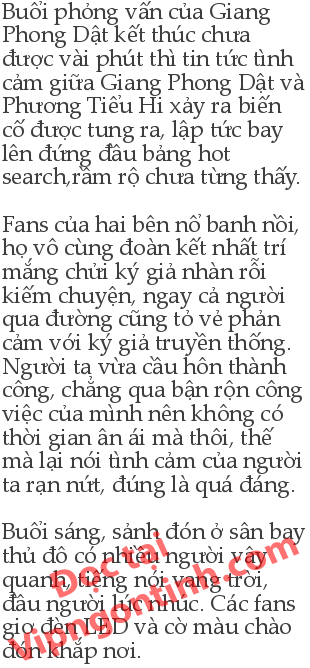 Buổi phỏng vấn của Giang
Phong Dật kết thúc chưa
được vài phút thì tin tức tình
cảm giữa Giang Phong Dật và
Phương Tiểu Hi xảy ra biến
cố được tung ra, lập tức bay
lên đứng đầu bảng hot
search,rầm rộ chưa từng thấy.
Fans của hai bên nổ banh nồi,
họ vô cùng đoàn kết nhất trí
mắng chửi ký giả nhàn rỗi
kiếm chuyện, ngay cả người
qua đường cũng tỏ vẻ phản
cảm với ký giả truyền thống.
Người ta vừa cầu hôn thành
công, chẳng qua bận rộn công
việc của mình nên không có
thời gian ân ái mà thôi, thế
mà lại nói tình cảm của người
ta rạn nứt, đúng là quá đáng.
Buổi sáng, sảnh đón ở sân bay
thủ đô có nhiều người vây
quanh, tiếng nói vang trời,
đầu người lúc nhúc. Các fans
giơ đèn LED và cờ màu chào
đón khắp nơi.
Đọc tại
Vipngontinh.com